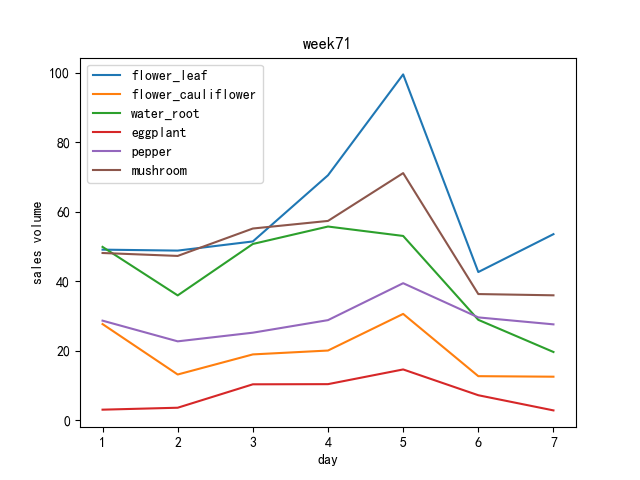 week71
flower_leaf
flower_cauliflower
water_root
eggplant
pepper
mushroom
sales volume
100
80
60
40
20
0
1 2 3 4 5 6 7
day